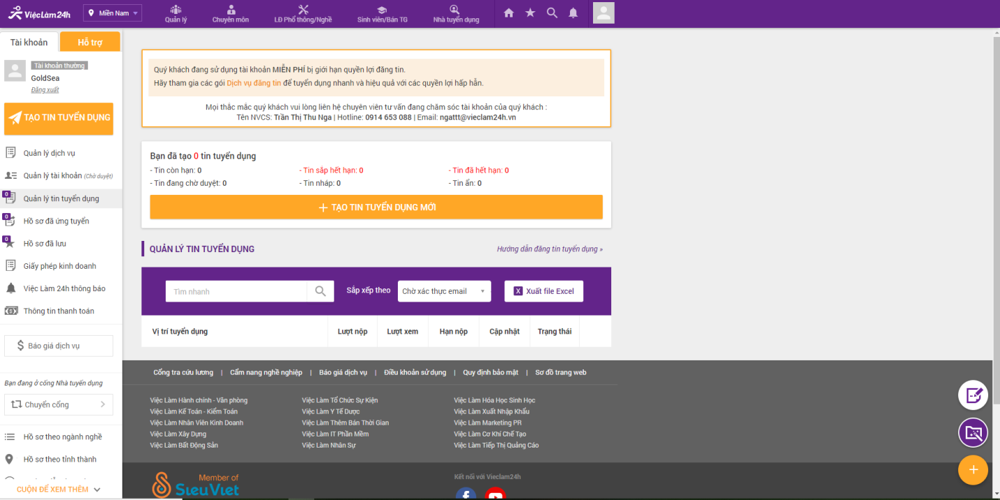 ViệcLàm24h
Miền Nam
Quản lý
Chuyên môn
LĐ Phổ thông/Nghề
Sinh viên/Bán TG
Nhà tuyển dụng
Tài khoản
Hỗ trợ
Tài khoản thường
GoldSea
Đăng xuất
TẠO TIN TUYỂN DỤNG
Quản lý dịch vụ
Quản lý tài khoản (Chờ duyệt)
0
Quản lý tin tuyển dụng
0
Hồ sơ đã ứng tuyển
0
Hồ sơ đã lưu
Giấy phép kinh doanh
Việc Làm 24h thông báo
Thông tin thanh toán
$ Báo giá dịch vụ
Bạn đang ở cổng Nhà tuyển dụng
Chuyển cổng
Hồ sơ theo ngành nghề
Hồ sơ theo tỉnh thành
CUỘN ĐỂ XEM THÊM
Quý khách đang sử dụng tài khoản MIỄN PHÍ bị giới hạn quyền lợi đăng tin.
Hãy tham gia các gói Dịch vụ đăng tin để tuyển dụng nhanh và hiệu quả với các quyền lợi hấp hẫn.
Mọi thắc mắc quý khách vui lòng liên hệ chuyên viên tư vấn đang chăm sóc tài khoản của quý khách :
Tên NVCS: Trần Thị Thu Nga | Hotline: 0914 653 088 | Email: ngattt@vieclam24h.vn
Bạn đã tạo 0 tin tuyển dụng
- Tin còn hạn: 0
- Tin sắp hết hạn: 0
- Tin đã hết hạn: 0
- Tin đang chờ duyệt: 0
- Tin nháp: 0
- Tin ẩn: 0
+ TẠO TIN TUYỂN DỤNG MỚI
QUẢN LÝ TIN TUYỂN DỤNG
Hướng dẫn đăng tin tuyển dụng »
Tìm nhanh
Sắp xếp theo
Chờ xác thực email
X Xuất file Excel
Vị trí tuyển dụng
Lượt nộp
Lượt xem
Hạn nộp
Cập nhật
Trạng thái
Cổng tra cứu lương | Cẩm nang nghề nghiệp | Báo giá dịch vụ | Điều khoản sử dụng | Quy định bảo mật | Sơ đồ trang web
Việc Làm Hành chính - Văn phòng
Việc Làm Kế Toán - Kiểm Toán
Việc Làm Nhân Viên Kinh Doanh
Việc Làm Xây Dựng
Việc Làm Bất Động Sản
Việc Làm Tổ Chức Sự Kiện
Việc Làm Y Tế Dược
Việc Làm Thêm Bán Thời Gian
Việc Làm IT Phần Mềm
Việc Làm Nhân Sự
Việc Làm Hóa Học Sinh Học
Việc Làm Xuất Nhập Khẩu
Việc Làm Marketing PR
Việc Làm Cơ Khí Chế Tạo
Việc Làm Tiếp Thị Quảng Cáo
Member of
SieuViet
Kết nối với Vieclam24h